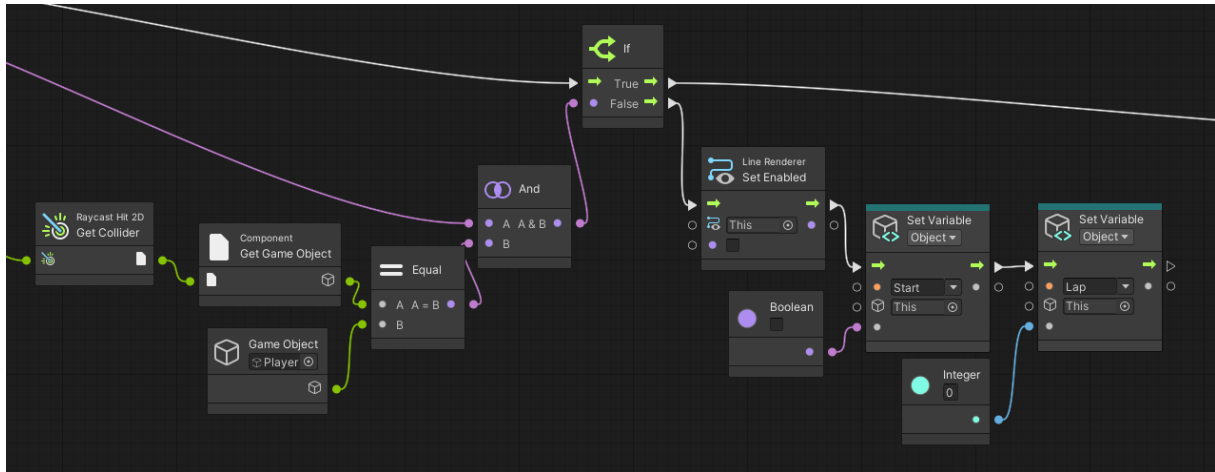 If
True
False
And
A A & B
B
Raycast Hit 2D
Get Collider
Component
Get Game Object
Equal
A A = B
B
Game Object
Player
Line Renderer
Set Enabled
This
Boolean
Set Variable
Object
Start
This
Set Variable
Object
Lap
This
Integer
0